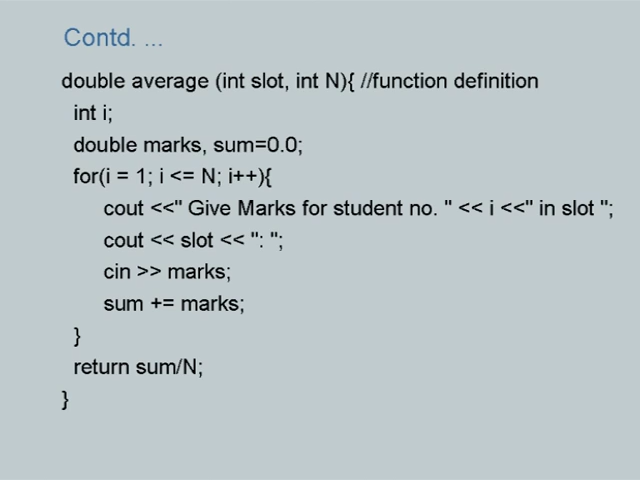 Contd. ...
double average (int slot, int N){ //function definition
int i;
double marks, sum=0.0;
for(i = 1; i <= N; i++){
cout <<" Give Marks for student no. " << i <<" in slot ";
cout << slot << ": ";
cin >> marks;
sum += marks;
}
return sum/N;
}